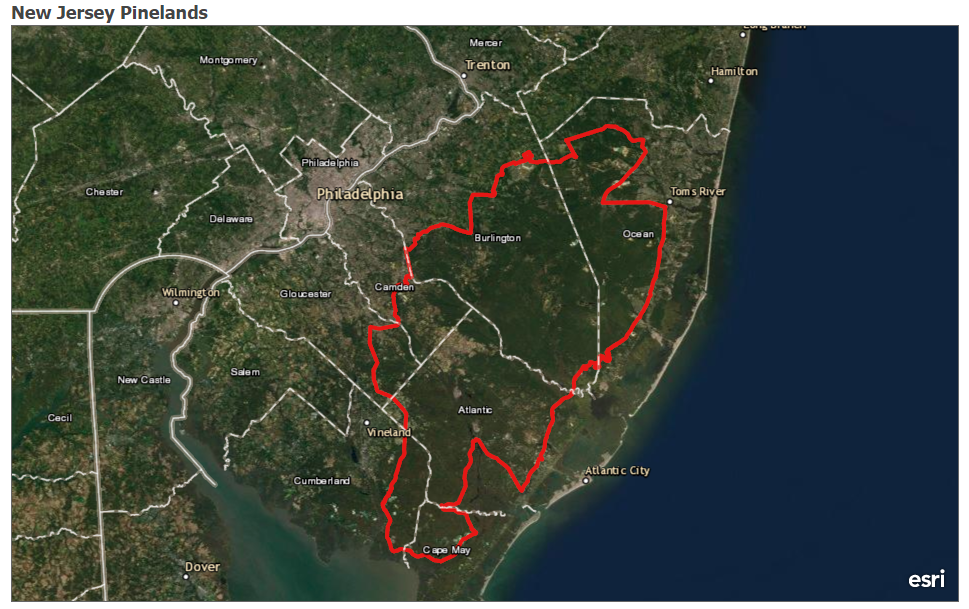 New Jersey Pinelands
Long Branch
Mercer
Montgomery
Trenton
Hamilton
Philadelphia
Chester
Philadelphia
Toms River
Delaware
Burlington
Ocean
Wilmington
Gloucester
Camden
Salem
New Castle
Cecil
Atlantic
Vineland
Atlantic City
Cumberland
Cape May
Dover
esri